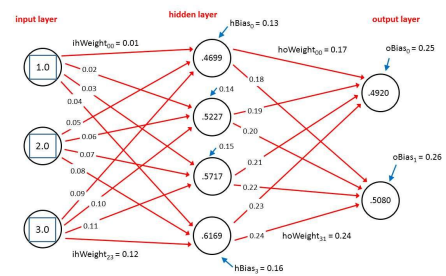 input layer
hidden layer
output layer
hBias0 = 0.13
ihWeight00 = 0.01
hoWeight00 = 0.17
oBias0 = 0.25
1.0
.4699
0.02
0.18
0.03
0.14
.4920
0.04
0.19
0.05
.5227
2.0
0.06
0.20
0.07
0.15
0.21
oBias1 = 0.26
0.08
.5717
0.22
0.09
0.23
.5080
0.10
3.0
0.11
.6169
0.24
hoWeight31 = 0.24
ihWeight23 = 0.12
hBias3 = 0.16